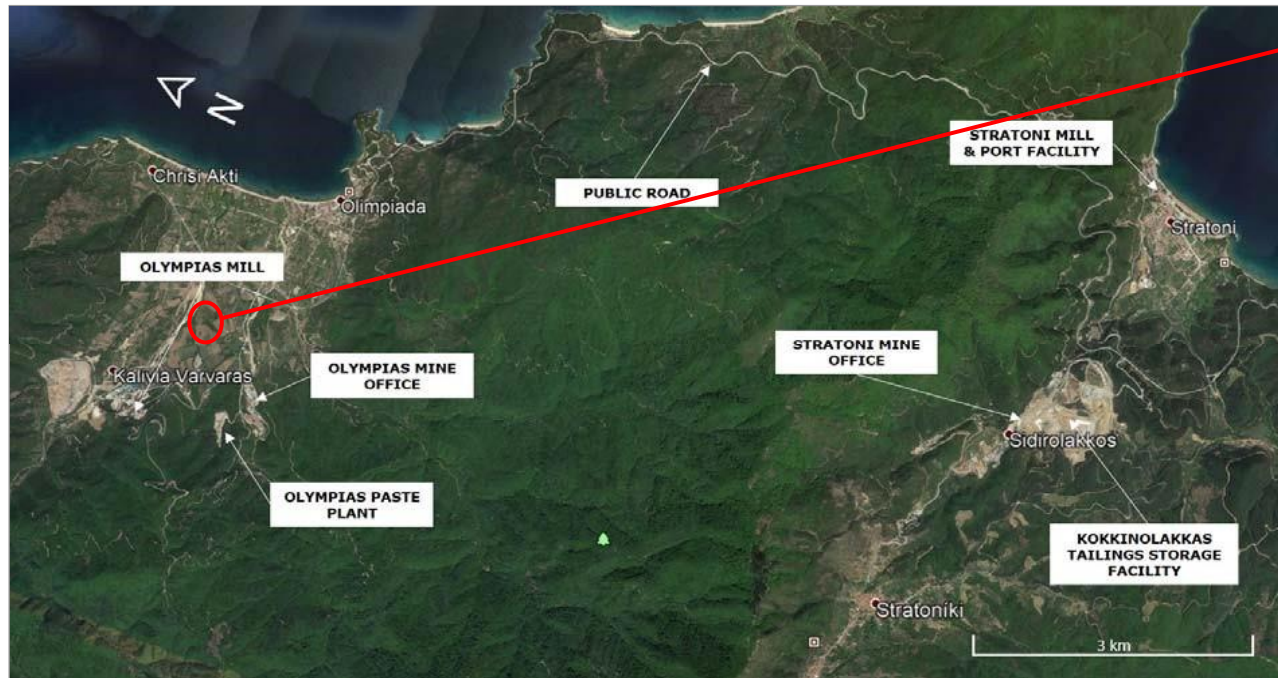 N
Chrisi Akti
Olimpiada
PUBLIC ROAD
STRATONI MILL
& PORT FACILITY
Stratoni
OLYMPIAS MILL
Kalivia Varvaras
OLYMPIAS MINE
OFFICE
STRATONI MINE
OFFICE
Sidirolakkos
OLYMPIAS PASTE
PLANT
KOKKINOLAKKAS
TAILINGS STORAGE
FACILITY
Stratoníki
3 km